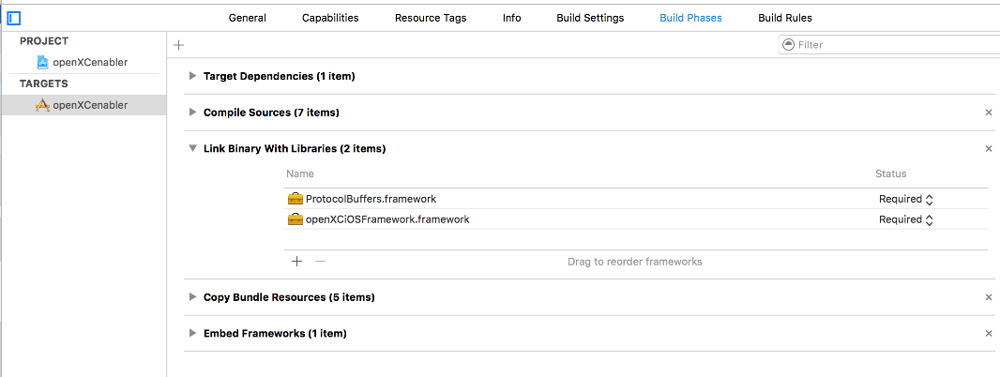 General Capabilities Resource Tags Info Build Settings Build Phases Build Rules
PROJECT
openXCenabler
TARGETS
openXCenabler
Filter
Target Dependencies (1 item)
Compile Sources (7 items)
Link Binary With Libraries (2 items)
Name Status
ProtocolBuffers.framework Required
openXCiOSFramework.framework Required
Drag to reorder frameworks
Copy Bundle Resources (5 items)
Embed Frameworks (1 item)